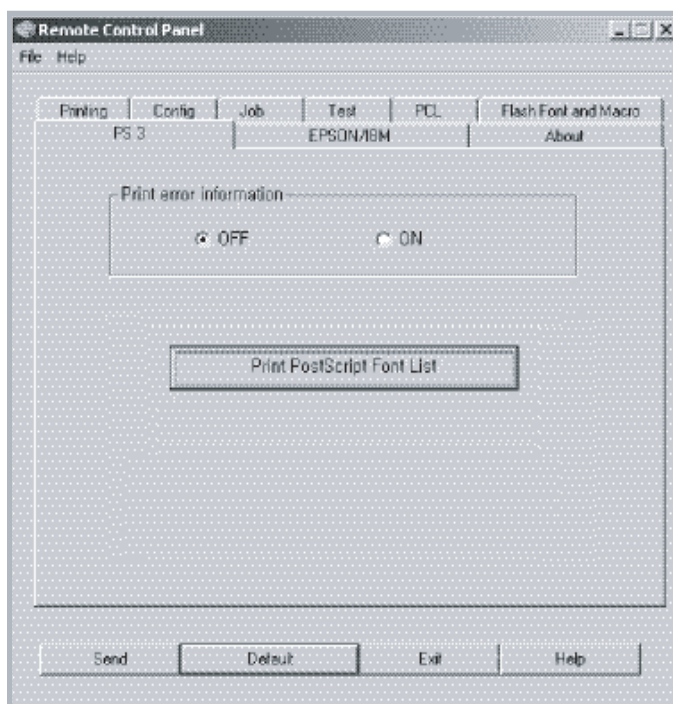 Remote Control Panel
File Help
Printing Config Job Test PCL Flash Font and Macro
PS 3 EPSON/IBM About
Print error information
OFF ON
Print PostScript Font List
Send Default Exit Help